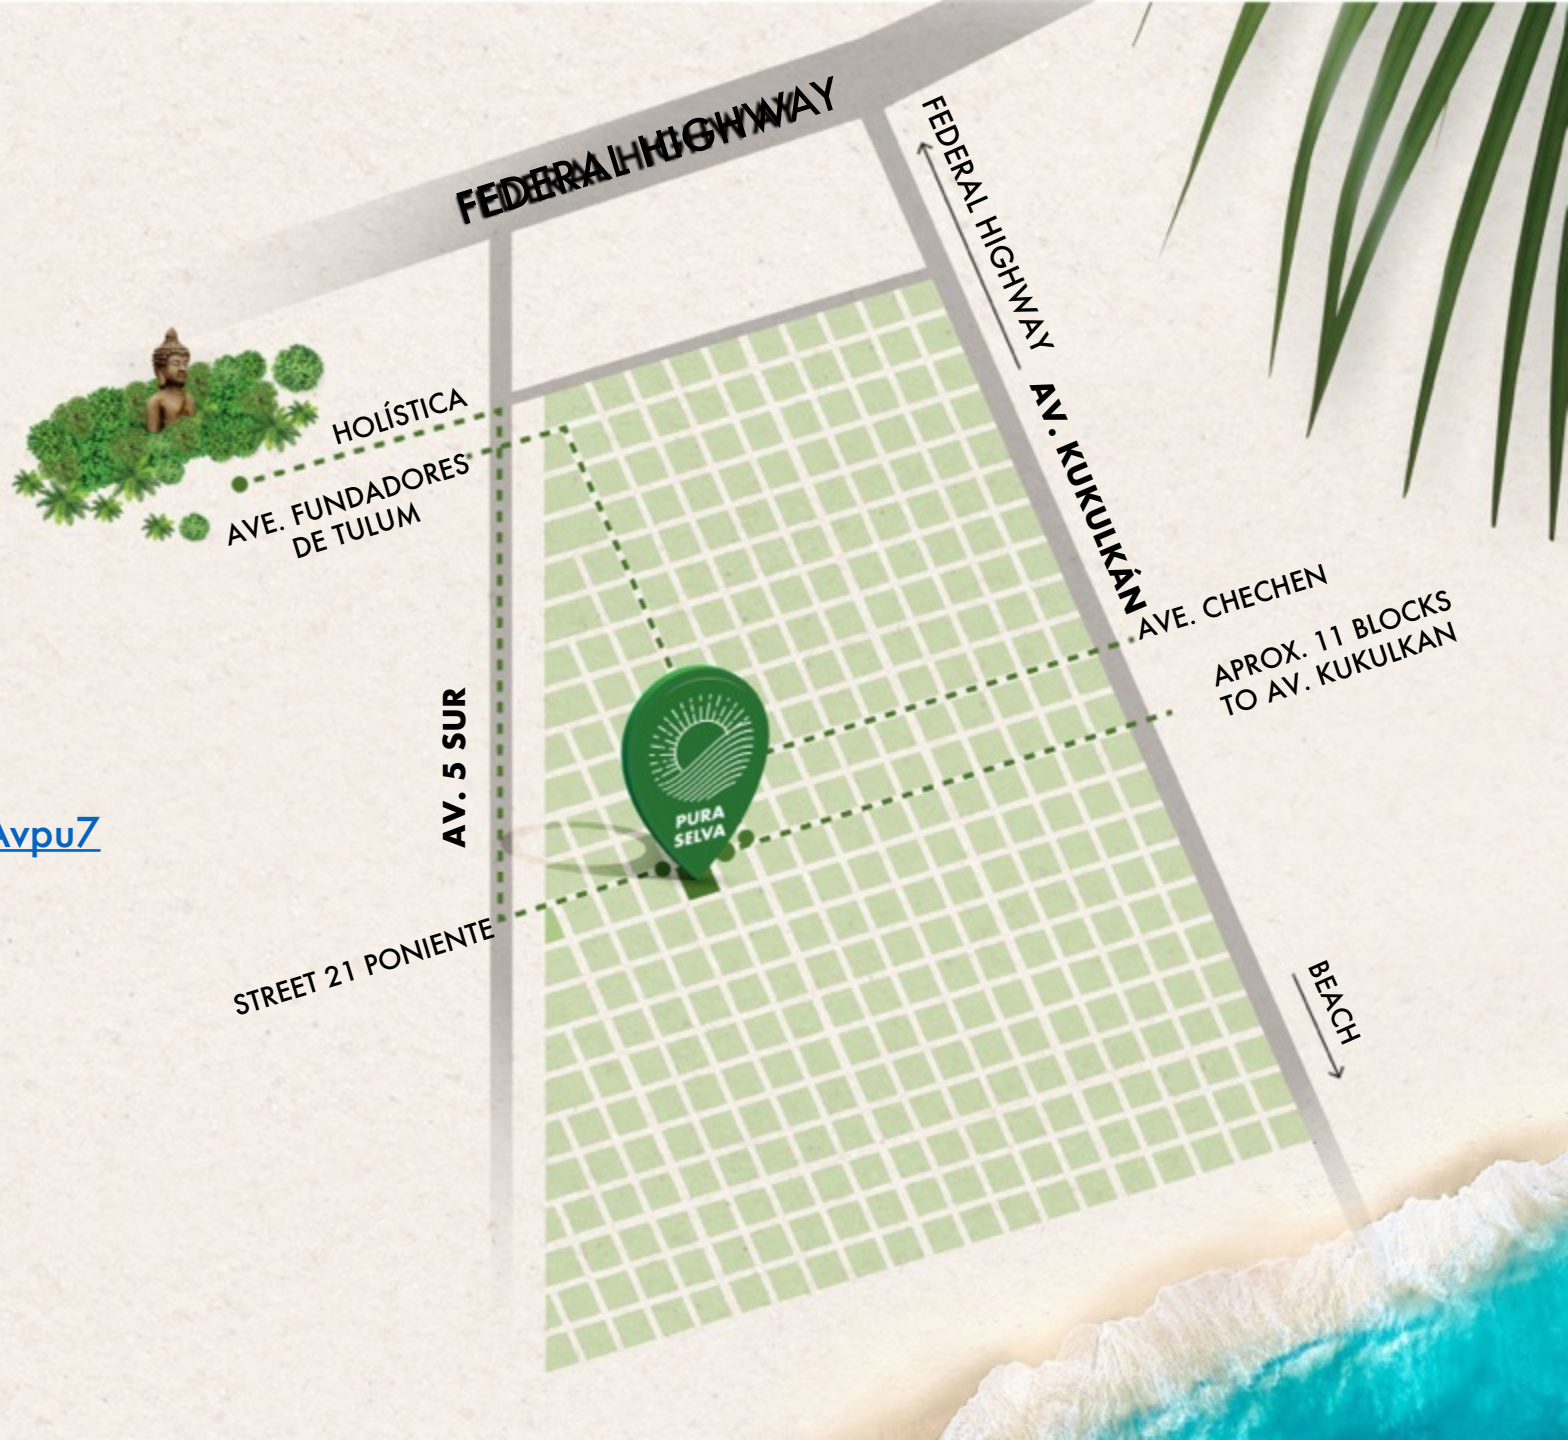 FEDERAL HIGHWAY
FEDERAL HIGHWAY
HOLÍSTICA
AVE. FUNDADORES
DE TULUM
AV. KUKULKÁN
AVE. CHECHEN
APROX. 11 BLOCKS
TO AV. KUKULKAN
AV. 5 SUR
PURA
SELVA
Avpu7
STREET 21 PONIENTE
BEACH